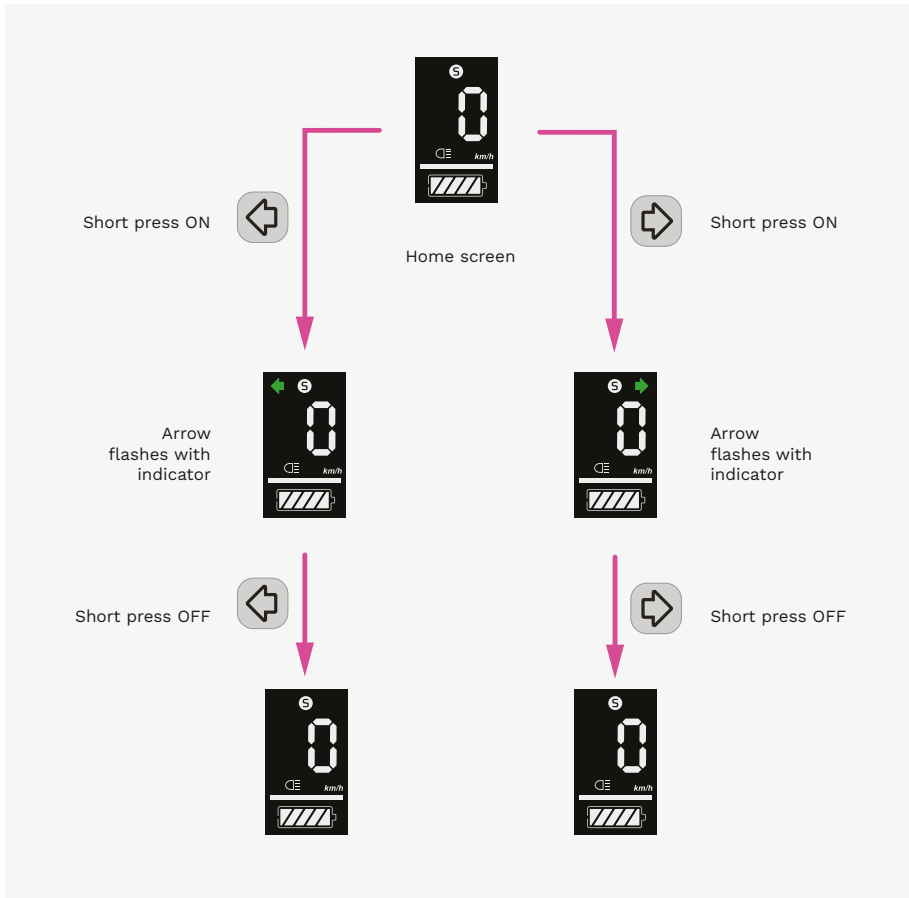 S
0
km/h
Short press ON
Short press ON
Home screen
S
0
km/h
S
0
km/h
Arrow
flashes with
indicator
Arrow
flashes with
indicator
Short press OFF
Short press OFF
S
0
km/h
S
0
km/h